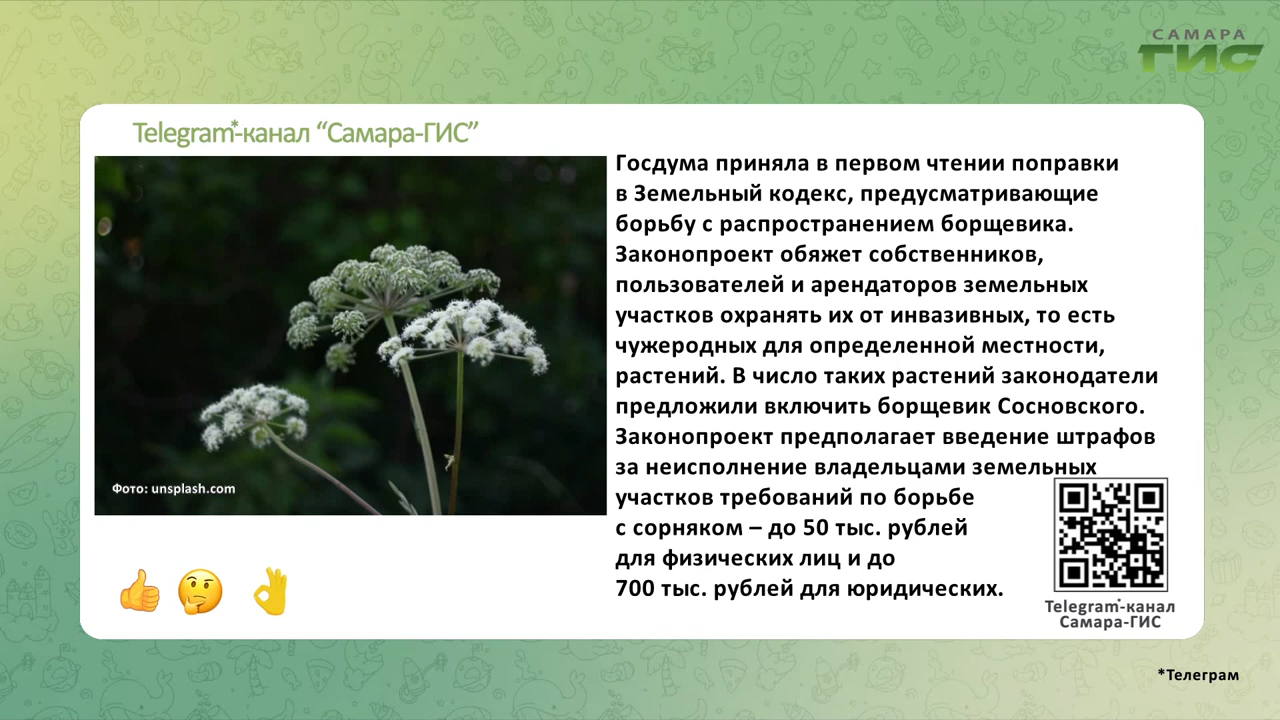 САМАРА
ГИС
Telegram*-канал “Самара-ГИС”
Госдума приняла в первом чтении поправки
в Земельный кодекс, предусматривающие
борьбу с распространением борщевика.
Законопроект обяжет собственников,
пользователей и арендаторов земельных
участков охранять их от инвазивных, то есть
чужеродных для определенной местности,
растений. В число таких растений законодатели
предложили включить борщевик Сосновского.
Законопроект предполагает введение штрафов
за неисполнение владельцами земельных
участков требований по борьбе
с сорняком – до 50 тыс. рублей
для физических лиц и до
700 тыс. рублей для юридических.
Фото: unsplash.com
Telegram*-канал
Самара-ГИС
*Телеграм